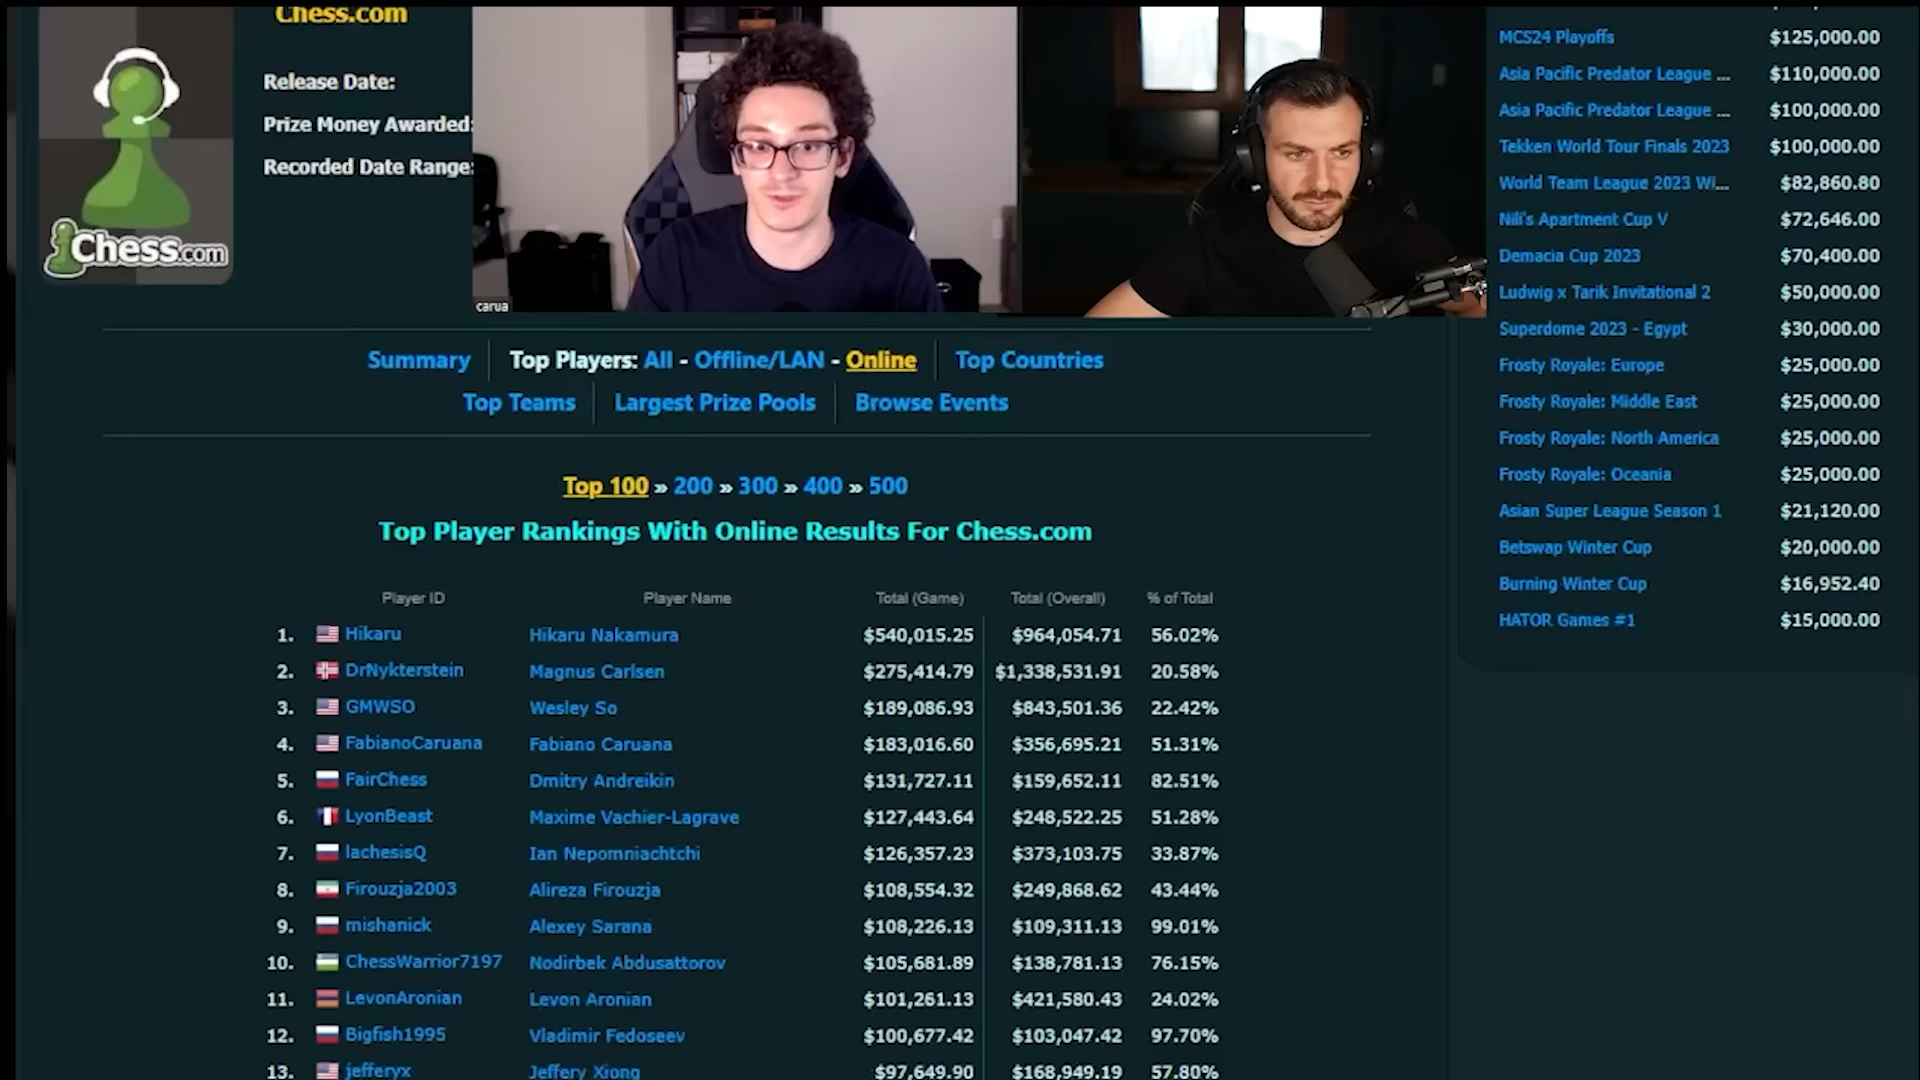 Chess.com
Release Date:
Prize Money Awarded:
Recorded Date Range:
Chess.com
carua
Summary
Top Players: All - Offline/LAN - Online
Top Countries
Top Teams
Largest Prize Pools
Browse Events
Top 100 » 200 » 300 » 400 » 500
Top Player Rankings With Online Results For Chess.com
Player ID Player Name Total (Game) Total (Overall) % of Total
1. Hikaru Hikaru Nakamura $540,015.25 $964,054.71 56.02%
2. DrNykterstein Magnus Carlsen $275,414.79 $1,338,531.91 20.58%
3. GMWSO Wesley So $189,086.93 $843,501.36 22.42%
4. FabianoCaruana Fabiano Caruana $183,016.60 $356,695.21 51.31%
5. FairChess Dmitry Andreikin $131,727.11 $159,652.11 82.51%
6. LyonBeast Maxime Vachier-Lagrave $127,443.64 $248,522.25 51.28%
7. lachesisQ Ian Nepomniachtchi $126,357.23 $373,103.75 33.87%
8. Firouzja2003 Alireza Firouzja $108,554.32 $249,868.62 43.44%
9. mishanick Alexey Sarana $108,226.13 $109,311.13 99.01%
10. ChessWarrior7197 Nodirbek Abdusattorov $105,681.89 $138,781.13 76.15%
11. LevonAronian Levon Aronian $101,261.13 $421,580.43 24.02%
12. Bigfish1995 Vladimir Fedoseev $100,677.42 $103,047.42 97.70%
13. jefferyx Jeffery Xiong $97,649.90 $168,949.19 57.80%
MCS24 Playoffs $125,000.00
Asia Pacific Predator League ... $110,000.00
Asia Pacific Predator League ... $100,000.00
Tekken World Tour Finals 2023 $100,000.00
World Team League 2023 Wi... $82,860.80
Nili's Apartment Cup V $72,646.00
Demacia Cup 2023 $70,400.00
Ludwig x Tarik Invitational 2 $50,000.00
Superdome 2023 - Egypt $30,000.00
Frosty Royale: Europe $25,000.00
Frosty Royale: Middle East $25,000.00
Frosty Royale: North America $25,000.00
Frosty Royale: Oceania $25,000.00
Asian Super League Season 1 $21,120.00
Betswap Winter Cup $20,000.00
Burning Winter Cup $16,952.40
HATOR Games #1 $15,000.00